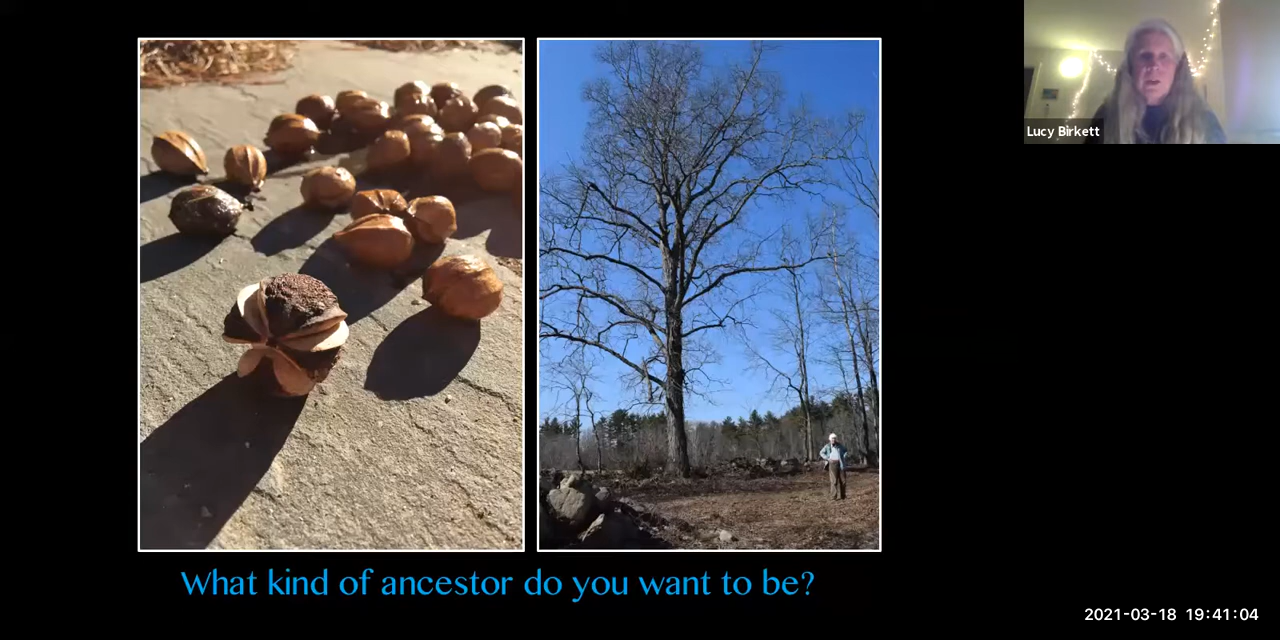 Lucy Birkett
What kind of ancestor do you want to be?
2021-03-18 19:41:04